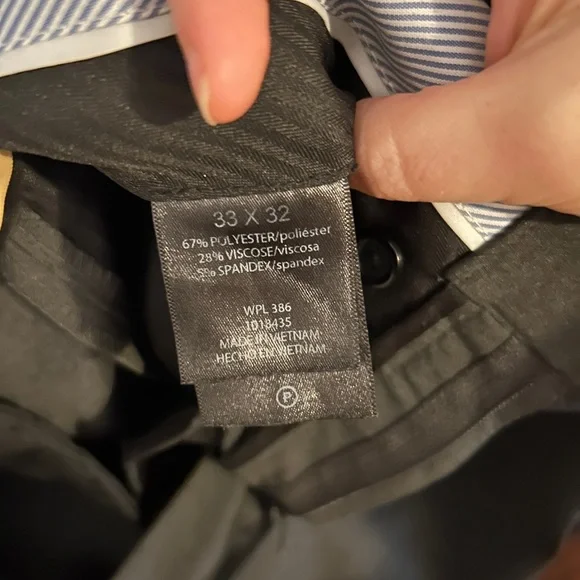 33 X 32
67% POLYESTER/poliéster
28% VISCOSE/viscosa
5% SPANDEX/spandex
WPL 386
1018435
MADE IN VIETNAM
HECHO EN VIETNAM
P